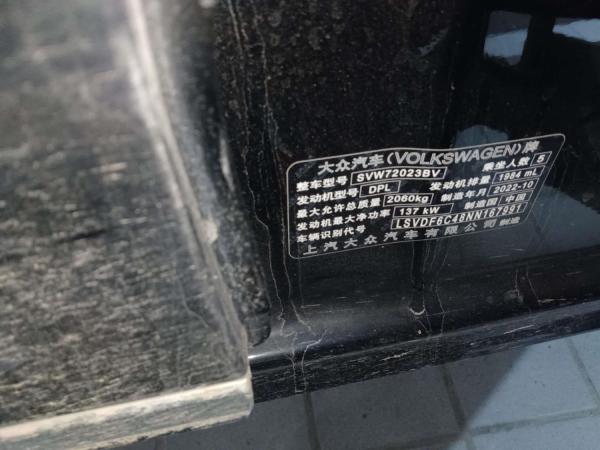 大众汽车(VOLKSWAGEN)牌
整车型号 SVW72023BV 乘坐人数 5
发动机型号 DPL 发动机排量 1984 mL
最大允许总质量 2060kg 制造年月 2022-10
发动机最大净功率 137 kW 制造国 中国
车辆识别代号 LSVDF6C48NN187991
上汽大众汽车有限公司 制造